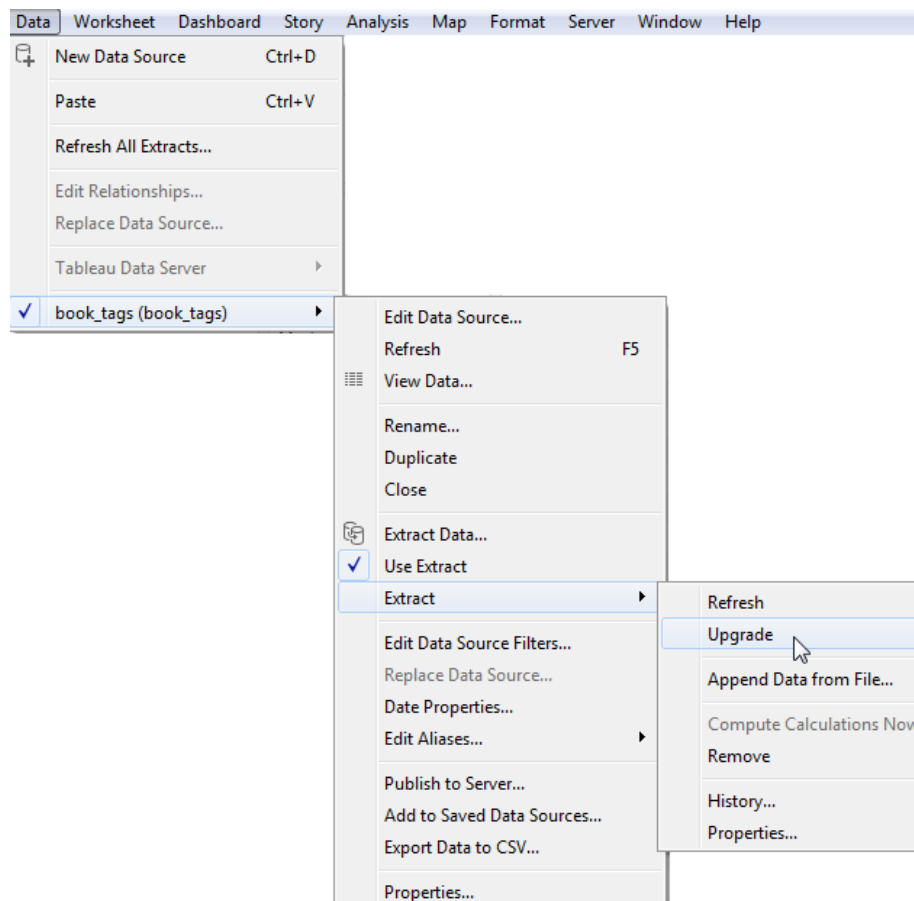 Data Worksheet Dashboard Story Analysis Map Format Server Window Help
New Data Source Ctrl+D
Paste Ctrl+V
Refresh All Extracts...
Edit Relationships...
Replace Data Source...
Tableau Data Server
book_tags (book_tags)
Edit Data Source...
Refresh F5
View Data...
Rename...
Duplicate
Close
Extract Data...
Use Extract
Extract
Edit Data Source Filters...
Replace Data Source...
Date Properties...
Edit Aliases...
Publish to Server...
Add to Saved Data Sources...
Export Data to CSV...
Properties...
Refresh
Upgrade
Append Data from File...
Compute Calculations Now
Remove
History...
Properties...